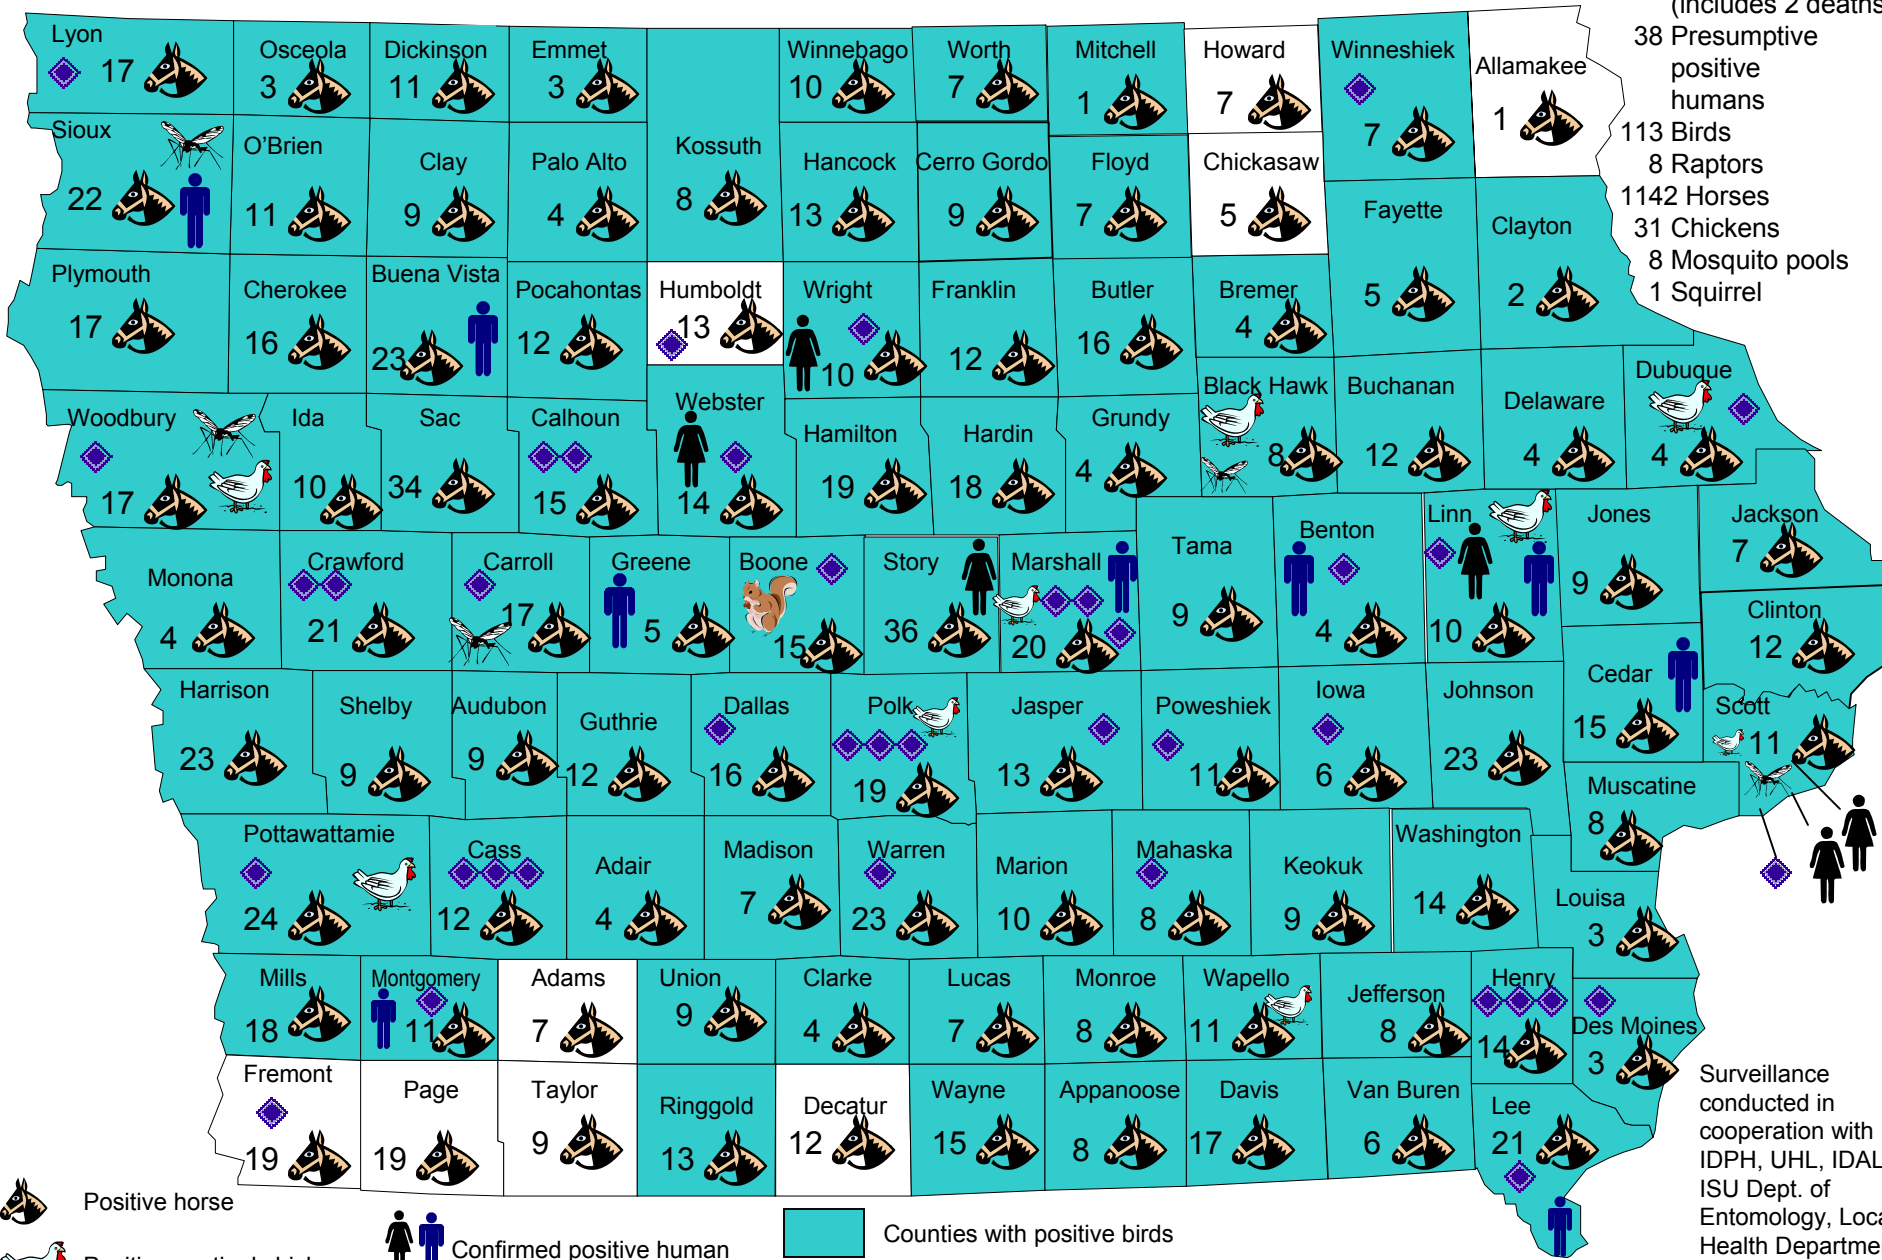 (includes 2 deaths
38 Presumptive
positive
humans
113 Birds
8 Raptors
1142 Horses
31 Chickens
8 Mosquito pools
1 Squirrel
Lyon 17
Osceola 3
Dickinson 11
Emmet 3
Kossuth 8
Winnebago 10
Worth 7
Mitchell 1
Howard 7
Winneshiek 7
Allamakee 1
Sioux 22
O'Brien 11
Clay 9
Palo Alto 4
Hancock 13
Cerro Gordo 9
Floyd 7
Chickasaw 5
Fayette 5
Clayton 2
Plymouth 17
Cherokee 16
Buena Vista 23
Pocahontas 12
Humboldt 13
Wright 10
Franklin 12
Butler 16
Bremer 4
Woodbury 17
Ida 10
Sac 34
Calhoun 15
Webster 14
Hamilton 19
Hardin 18
Grundy 4
Black Hawk 8
Buchanan 12
Delaware 4
Dubuque 4
Monona 4
Crawford 21
Carroll 17
Greene 5
Boone 15
Story 36
Marshall 20
Tama 9
Benton 4
Linn 10
Jones 9
Jackson 7
Clinton 12
Harrison 23
Shelby 9
Audubon 9
Guthrie 12
Dallas 16
Polk 19
Jasper 13
Poweshiek 11
Iowa 6
Johnson 23
Cedar 15
Scott 11
Muscatine 8
Pottawattamie 24
Cass 12
Adair 4
Madison 7
Warren 23
Marion 10
Mahaska 8
Keokuk 9
Washington 14
Louisa 3
Mills 18
Montgomery 11
Adams 7
Union 9
Clarke 4
Lucas 7
Monroe 8
Wapello 11
Jefferson 8
Henry 14
Des Moines 3
Fremont 19
Page 19
Taylor 9
Ringgold 13
Decatur 12
Wayne 15
Appanoose 8
Davis 17
Van Buren 6
Lee 21
Surveillance
conducted in
cooperation with
IDPH, UHL, IDAL
ISU Dept. of
Entomology, Loca
Health Departme
Positive horse
Confirmed positive human
Counties with positive birds